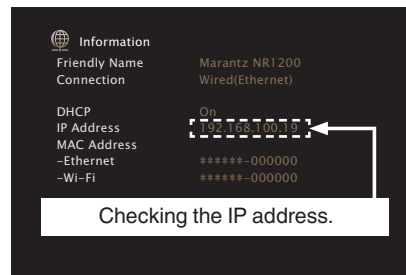 Information
Friendly Name Marantz NR1200
Connection Wired(Ethernet)
DHCP On
IP Address 192.168.100.19
MAC Address
-Ethernet ******-000000
-Wi-Fi ******-000000
Checking the IP address.